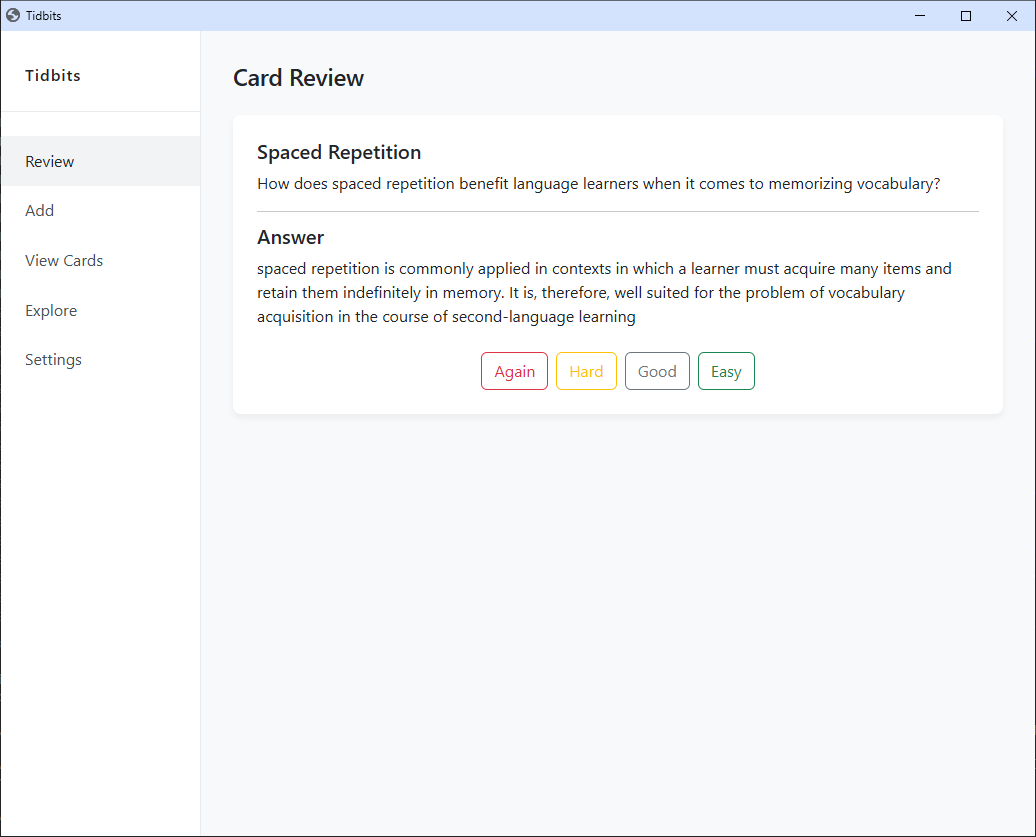 Tidbits
Tidbits
Review
Add
View Cards
Explore
Settings
Card Review
Spaced Repetition
How does spaced repetition benefit language learners when it comes to memorizing vocabulary?
Answer
spaced repetition is commonly applied in contexts in which a learner must acquire many items and
retain them indefinitely in memory. It is, therefore, well suited for the problem of vocabulary
acquisition in the course of second-language learning
Again Hard Good Easy